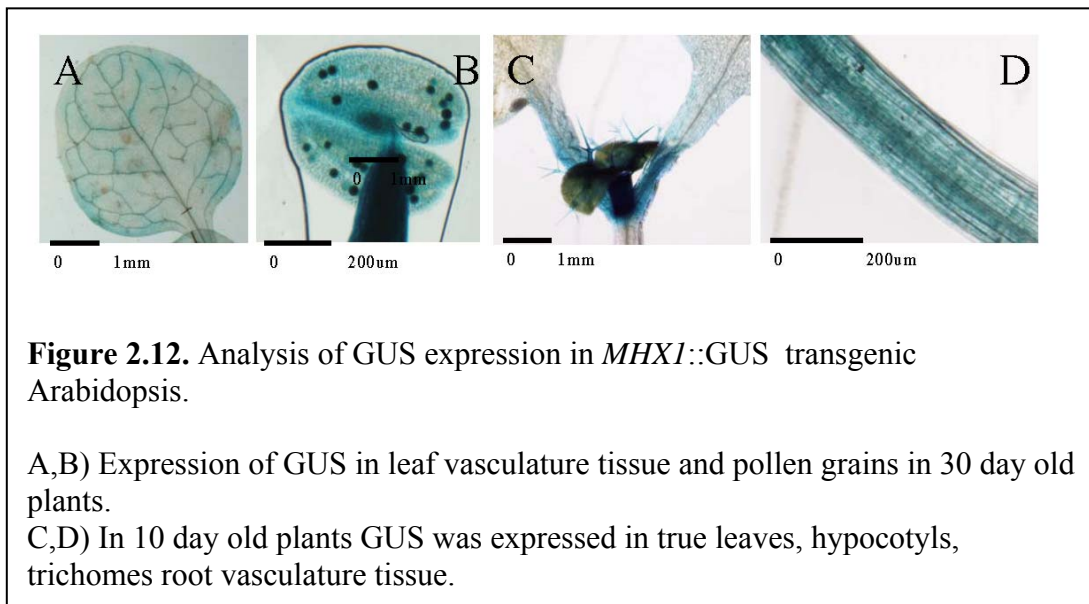 A B C D
0 1mm
0 1mm 0 200um 0 1mm 0 200um
Figure 2.12. Analysis of GUS expression in MHX1::GUS transgenic
Arabidopsis.
A,B) Expression of GUS in leaf vasculature tissue and pollen grains in 30 day old
plants.
C,D) In 10 day old plants GUS was expressed in true leaves, hypocotyls,
trichomes root vasculature tissue.